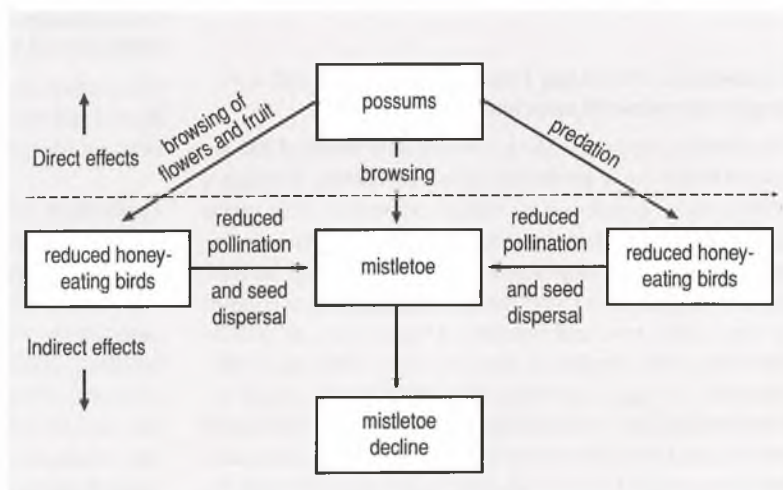 possums
browsing of
flowers and fruit
predation
Direct effects
browsing
reduced honey-
eating birds
reduced
pollination
and seed
dispersal
mistletoe
reduced
pollination
and seed
dispersal
reduced honey-
eating birds
Indirect effects
mistletoe
decline